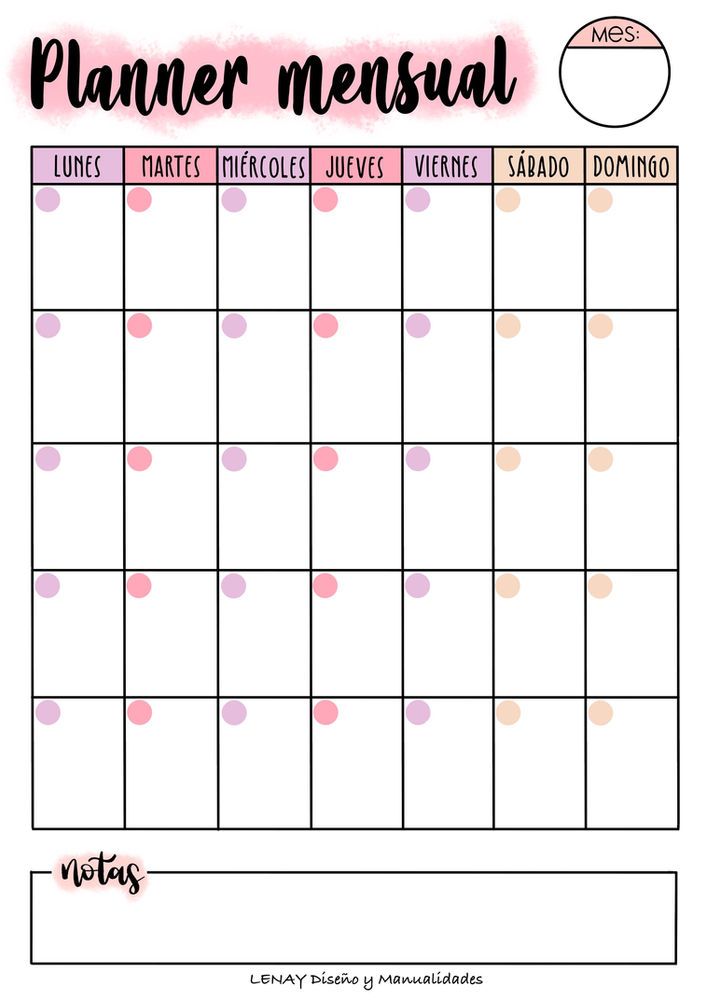 Planner mensual
Mes:
LUNES MARTES MIÉRCOLES JUEVES VIERNES SÁBADO DOMINGO
notas
LENAY Diseño y Manualidades